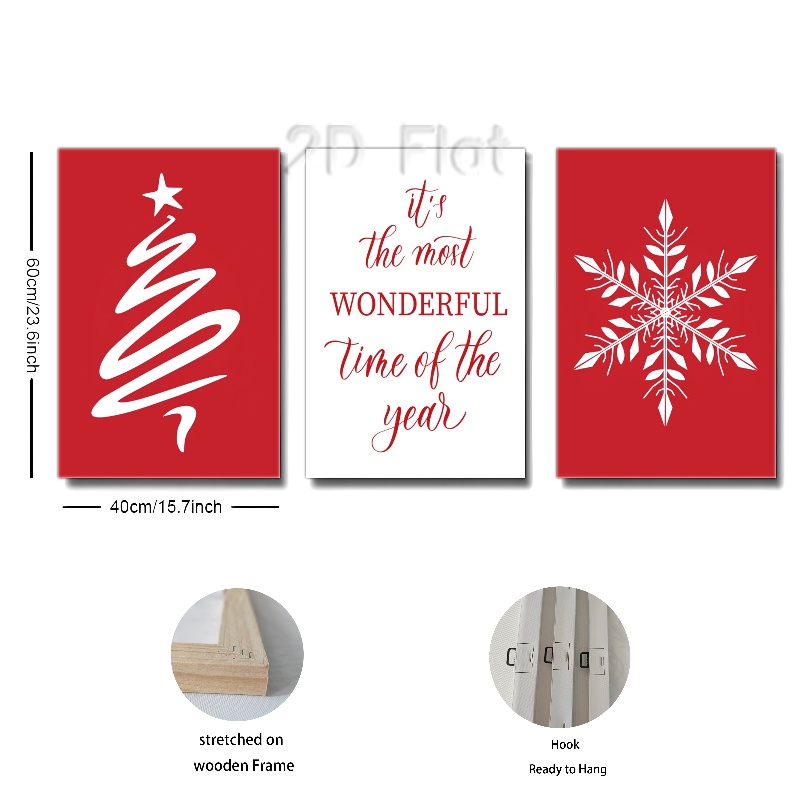 2D Flat
it's
the most
WONDERFUL
time of the
year
60cm/23.6inch
40cm/15.7inch
stretched on
wooden Frame
Hook
Ready to Hang